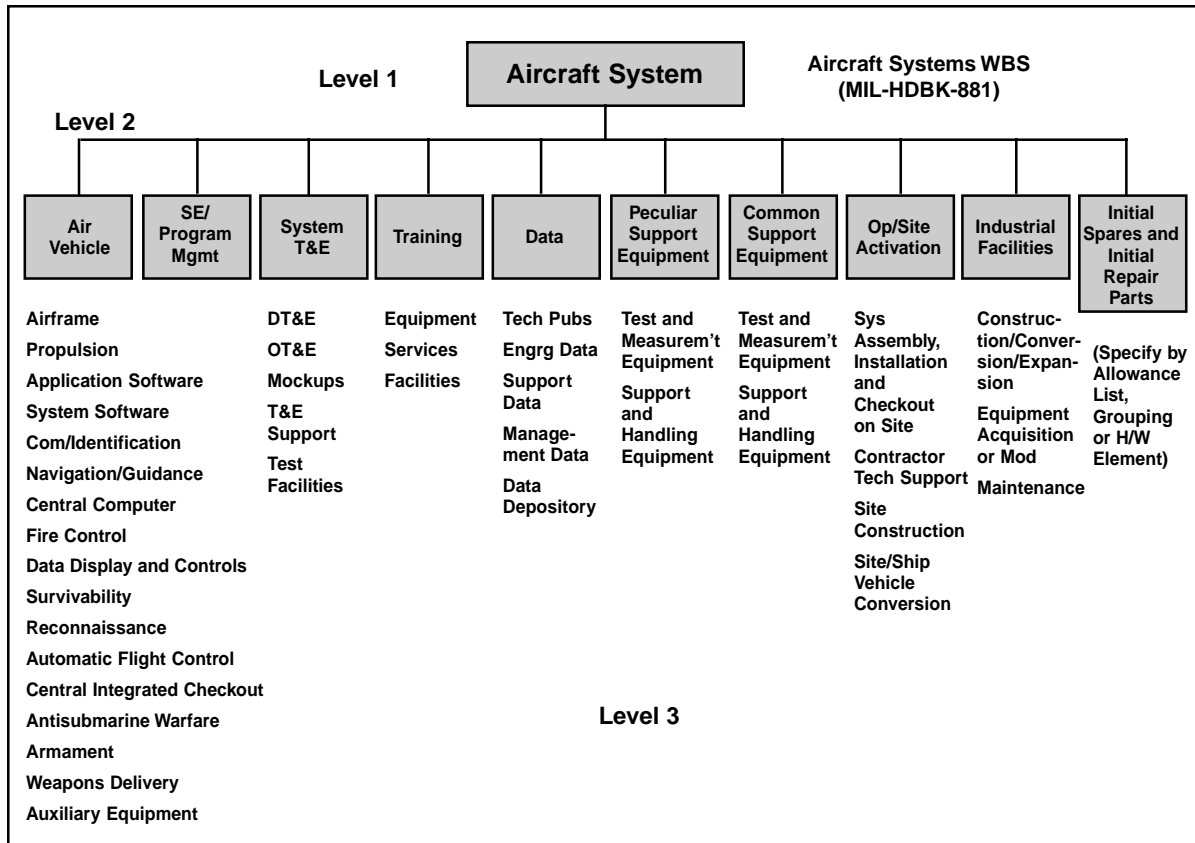 Level 1
Aircraft System
Aircraft Systems WBS
(MIL-HDBK-881)
Level 2
Air
Vehicle
SE/
Program
Mgmt
System
T&E
Training
Data
Peculiar
Support
Equipment
Common
Support
Equipment
Op/Site
Activation
Industrial
Facilities
Initial
Spares and
Initial
Repair
Parts
Airframe
Propulsion
Application Software
System Software
Com/Identification
Navigation/Guidance
Central Computer
Fire Control
Data Display and Controls
Survivability
Reconnaissance
Automatic Flight Control
Central Integrated Checkout
Antisubmarine Warfare
Armament
Weapons Delivery
Auxiliary Equipment
DT&E
OT&E
Mockups
T&E
Support
Test
Facilities
Equipment
Services
Facilities
Tech Pubs
Engrg Data
Support
Data
Manage-
ment Data
Data
Depository
Test and
Measurem't
Equipment
Support
and
Handling
Equipment
Test and
Measurem't
Equipment
Support
and
Handling
Equipment
Sys
Assembly,
Installation
and
Checkout
on Site
Contractor
Tech Support
Site
Construction
Site/Ship
Vehicle
Conversion
Construc-
tion/Conver-
sion/Expan-
sion
Equipment
Acquisition
or Mod
Maintenance
(Specify by
Allowance
List,
Grouping
or H/W
Element)
Level 3